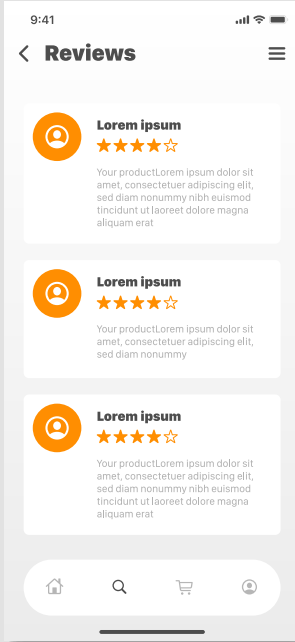 9:41
Reviews
Lorem ipsum
Your productLorem ipsum dolor sit
amet, consectetuer adipiscing elit,
sed diam nonummy nibh euismod
tincidunt ut laoreet dolore magna
aliquam erat
Lorem ipsum
Your productLorem ipsum dolor sit
amet, consectetuer adipiscing elit,
sed diam nonummy
Lorem ipsum
Your productLorem ipsum dolor sit
amet, consectetuer adipiscing elit,
sed diam nonummy nibh euismod
tincidunt ut laoreet dolore magna
aliquam erat